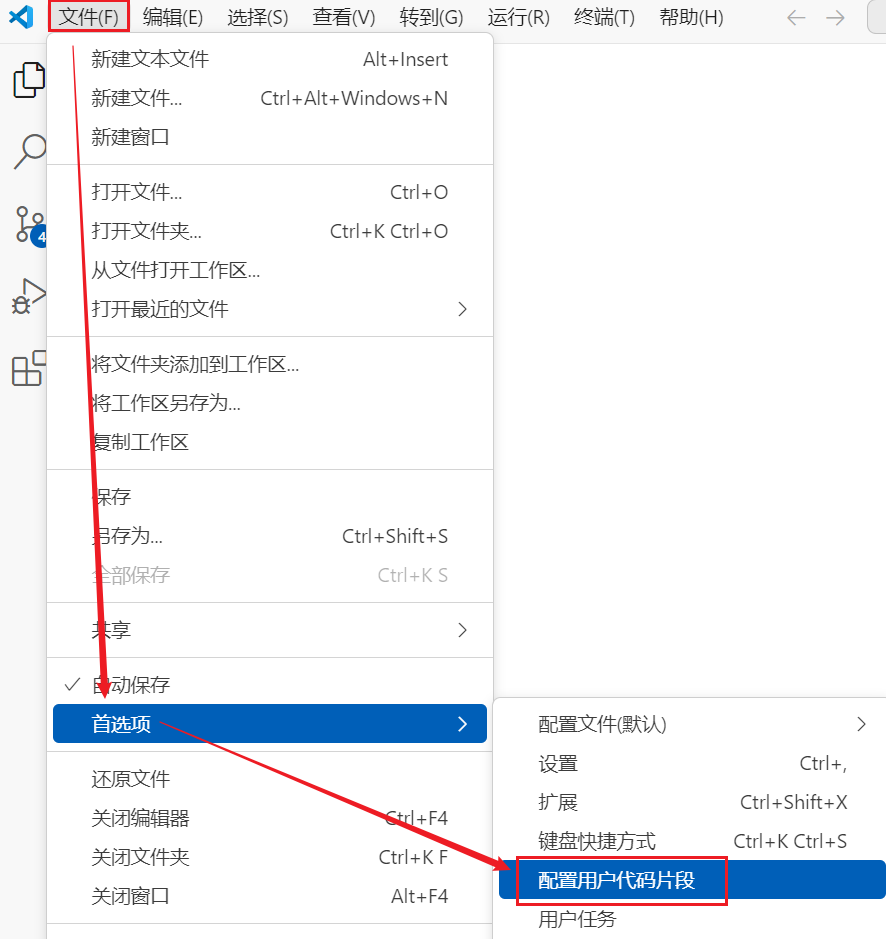 文件(F) 编辑(E) 选择(S) 查看(V) 转到(G) 运行(R) 终端(T) 帮助(H)
新建文本文件 Alt+Insert
新建文件... Ctrl+Alt+Windows+N
新建窗口
打开文件... Ctrl+O
打开文件夹... Ctrl+K Ctrl+O
从文件打开工作区...
打开最近的文件
将文件夹添加到工作区...
将工作区另存为...
复制工作区
保存
另存为... Ctrl+Shift+S
全部保存 Ctrl+K S
共享
自动保存
首选项
还原文件
关闭编辑器 Ctrl+F4
关闭文件夹 Ctrl+K F
关闭窗口 Alt+F4
配置文件(默认)
设置 Ctrl+,
扩展 Ctrl+Shift+X
键盘快捷方式 Ctrl+K Ctrl+S
配置用户代码片段
用户任务
4